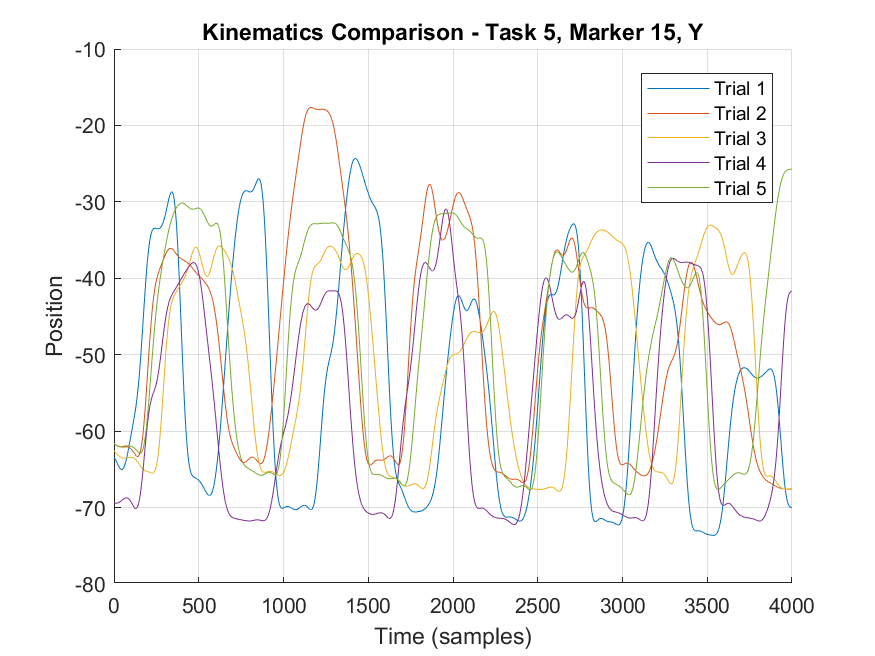 Kinematics Comparison - Task 5, Marker 15, Y
-10
-20
-30
-40
-50
-60
-70
-80
Position
Trial 1
Trial 2
Trial 3
Trial 4
Trial 5
0 500 1000 1500 2000 2500 3000 3500 4000
Time (samples)